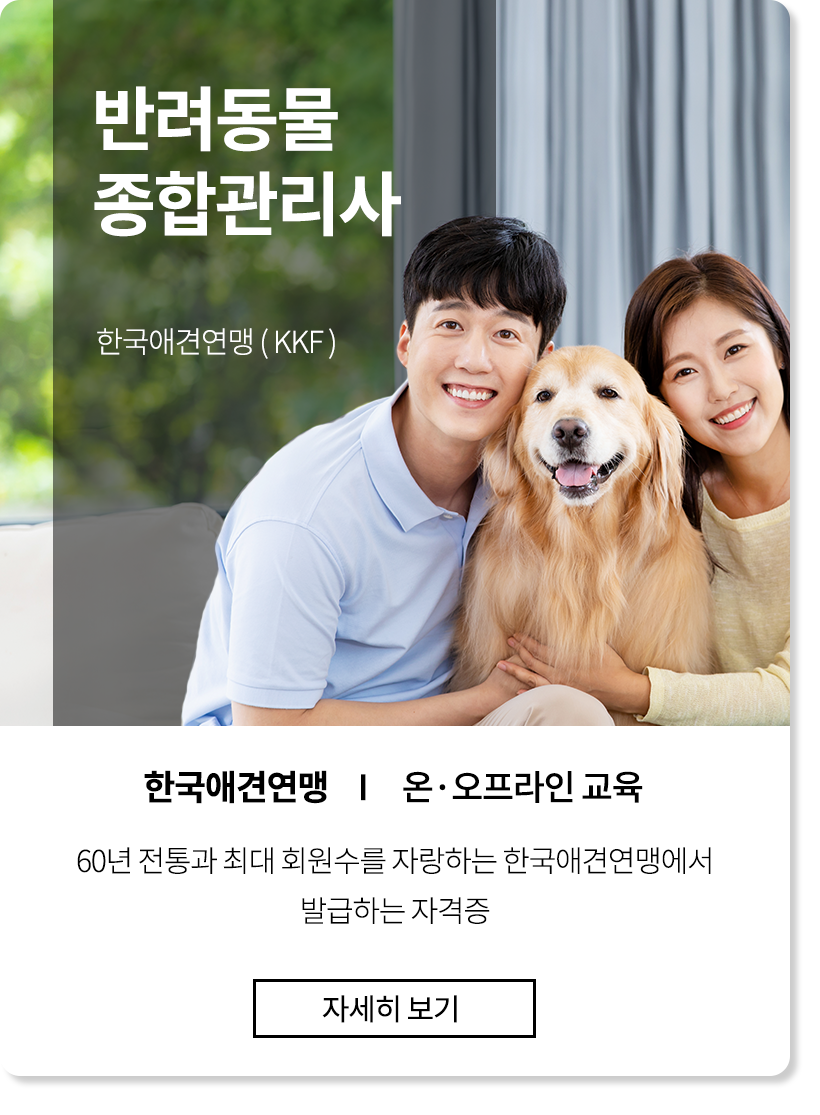 반려동물
종합관리사
한국애견연맹 ( KKF )
한국애견연맹 I 온·오프라인 교육
60년 전통과 최대 회원수를 자랑하는 한국애견연맹에서
발급하는 자격증
자세히 보기